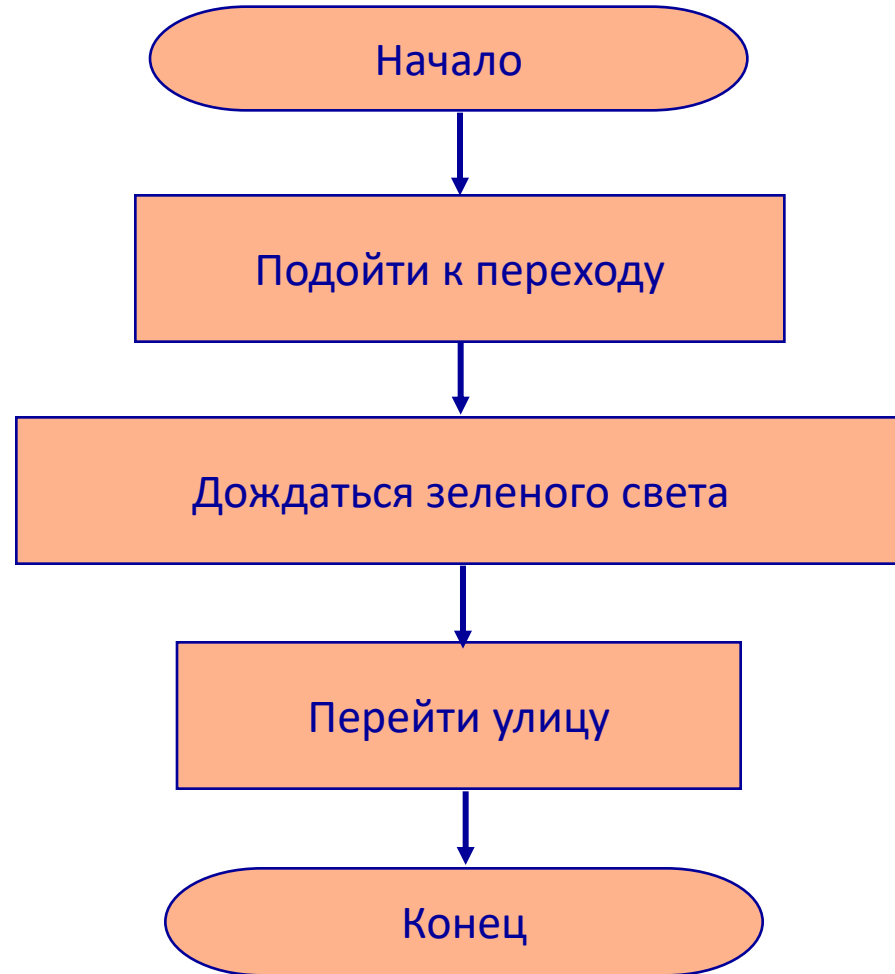 Начало
Подойти к переходу
Дождаться зеленого света
Перейти улицу
Конец